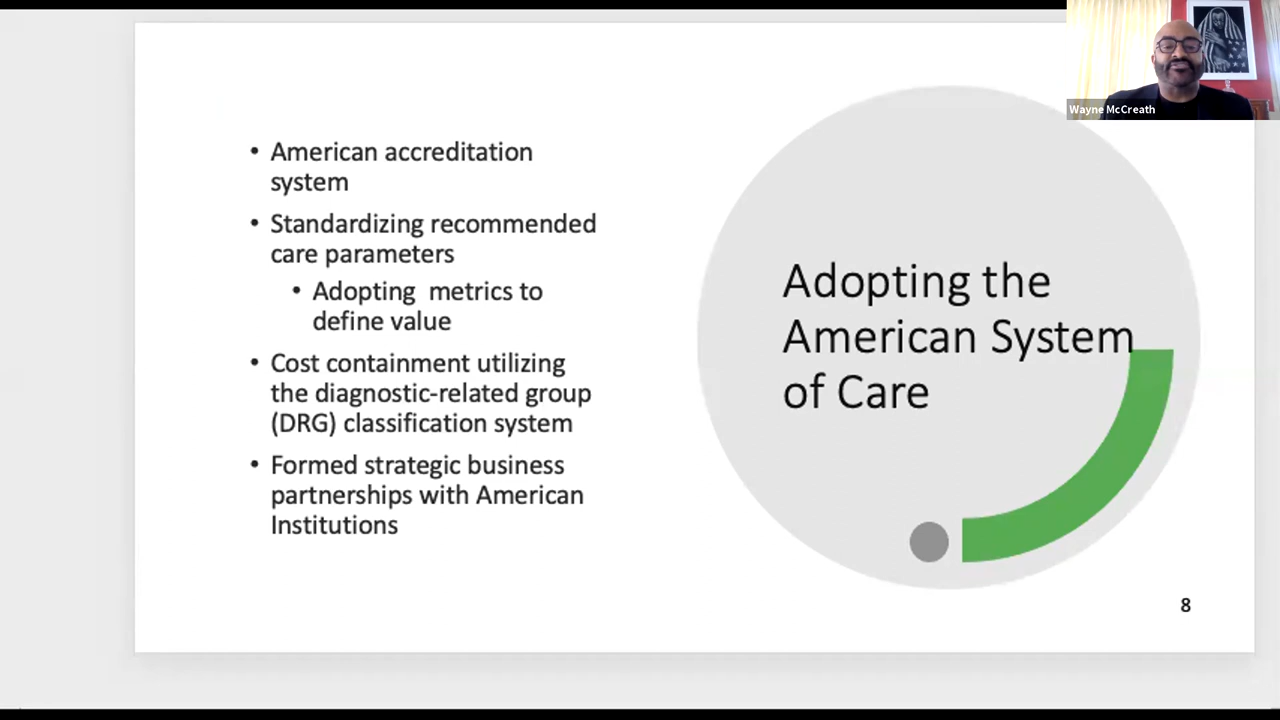 Wayne McCreath
• American accreditation
system
• Standardizing recommended
care parameters
• Adopting  metrics to
define value
• Cost containment utilizing
the diagnostic-related group
(DRG) classification system
• Formed strategic business
partnerships with American
Institutions
Adopting the
American System
of Care
8